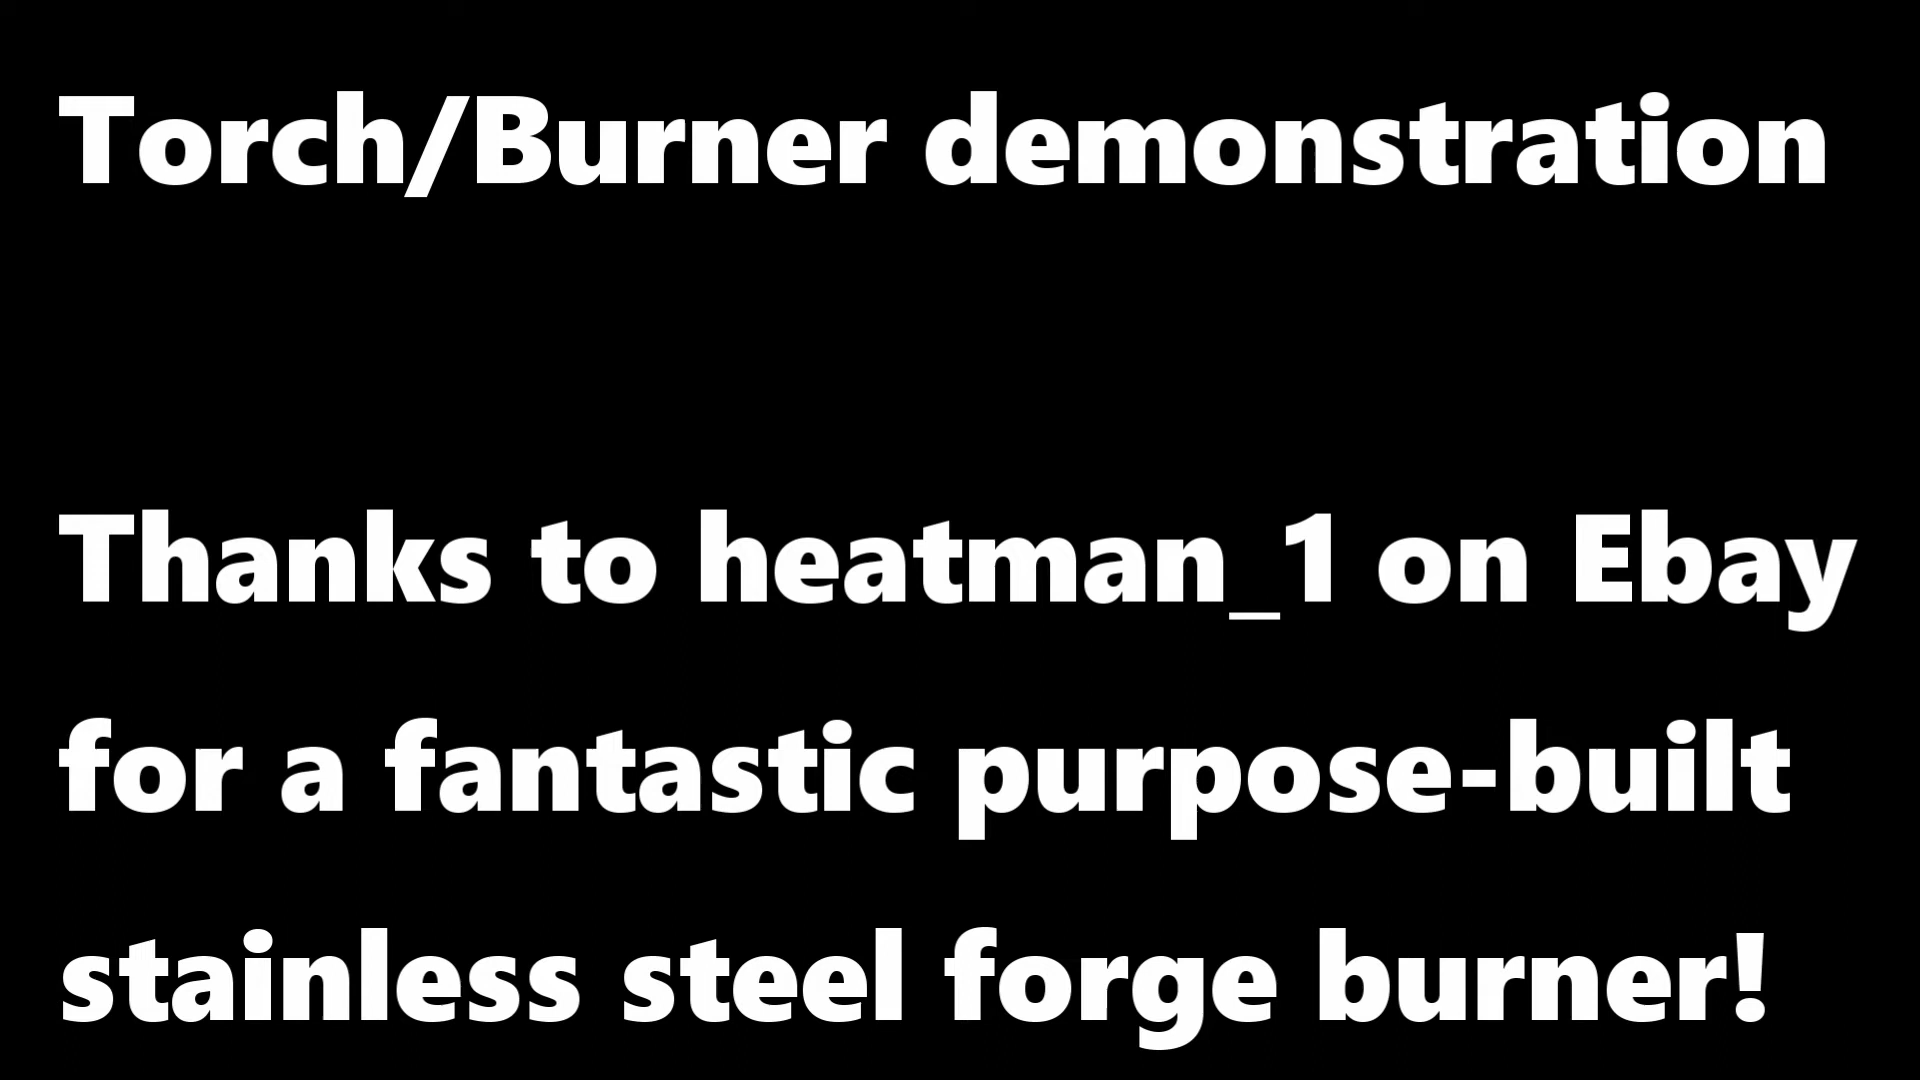 Torch/Burner demonstration
Thanks to heatman_1 on Ebay
for a fantastic purpose-built
stainless steel forge burner!